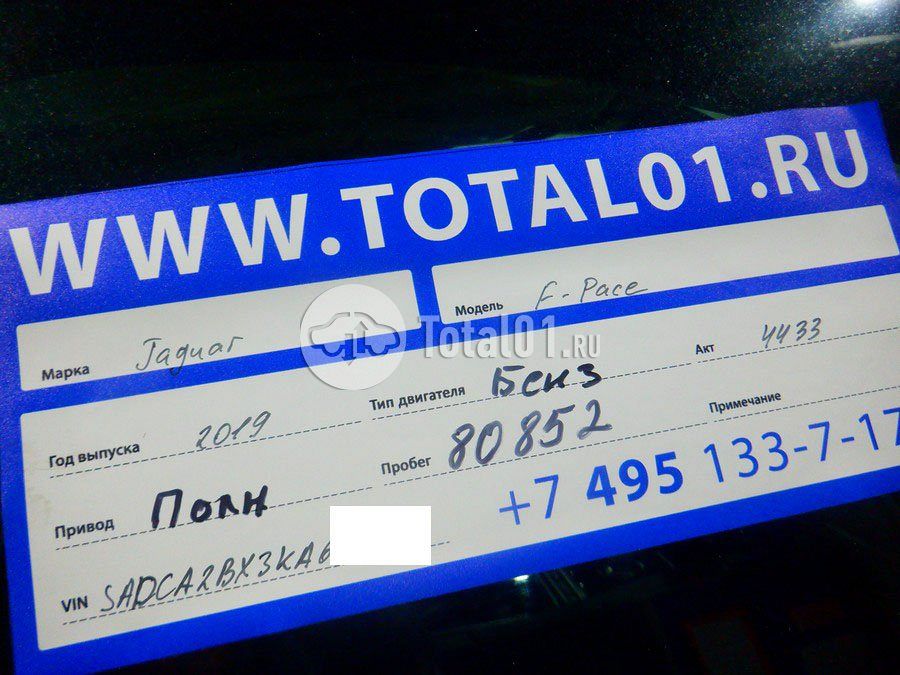 WWW.TOTAL01.RU
Марка Jaguar Модель F-Pace
Total01.RU
Год выпуска 2019 Тип двигателя Бенз Акт 4433
Привод Полн Пробег 80852 Примечание
VIN SADCA2BX3KA6 +7 495 133-7-17